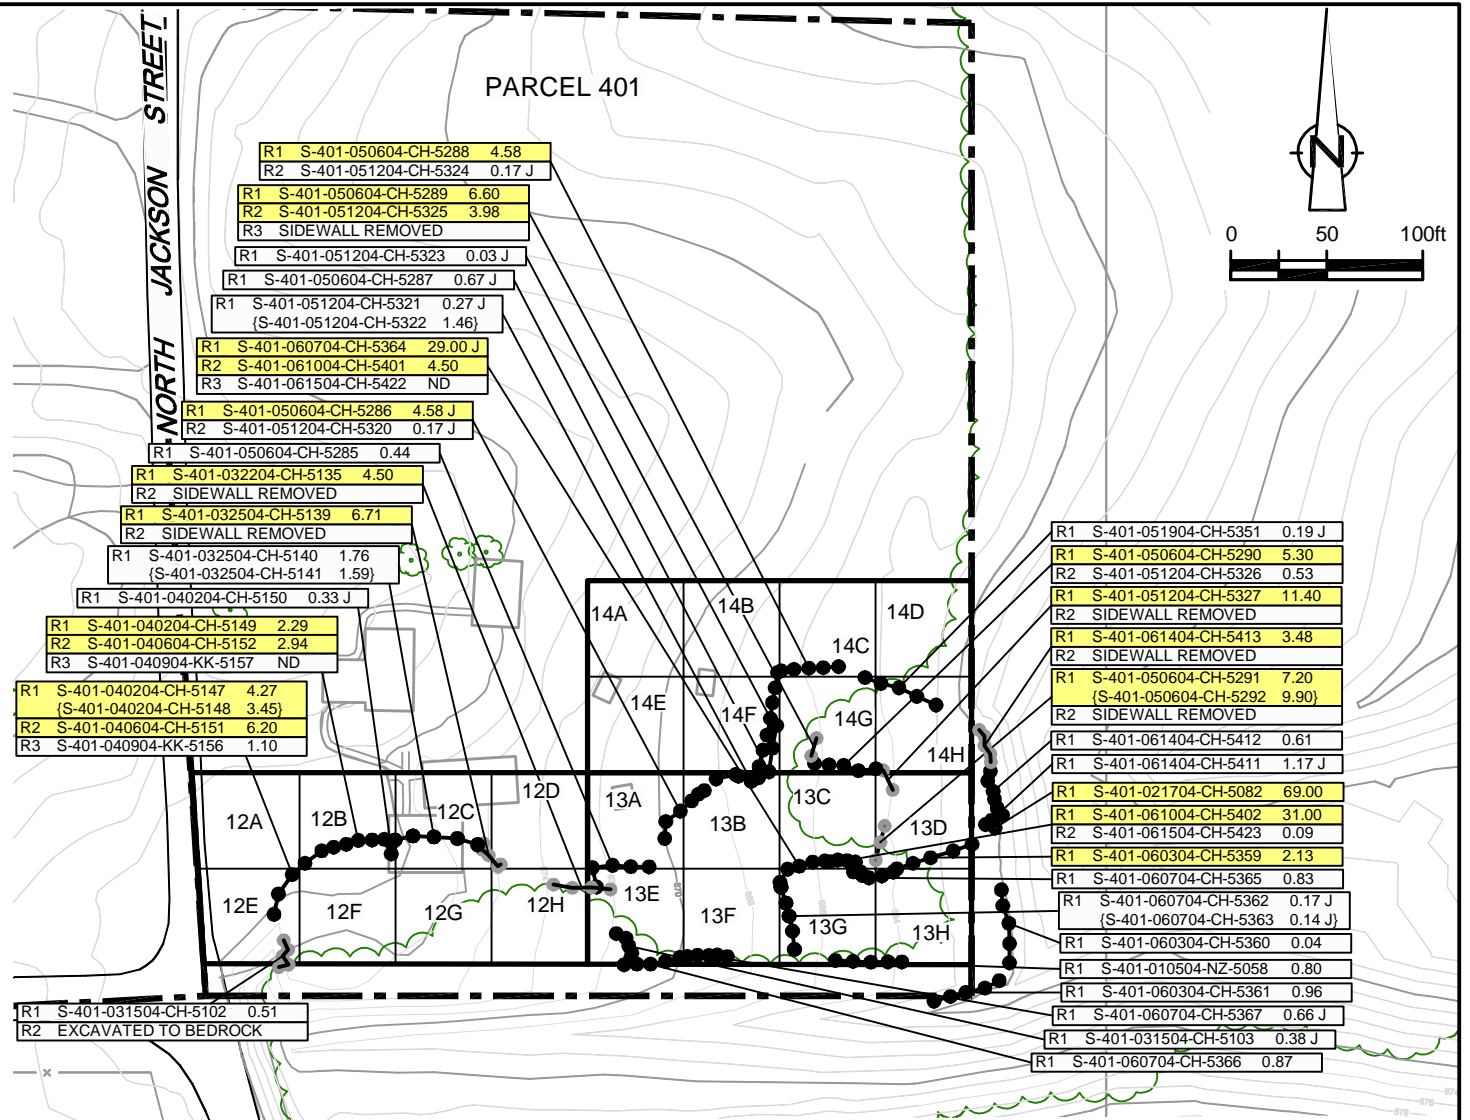 PARCEL 401
NORTH JACKSON STREET
N
0 50 100ft
R1 S-401-050604-CH-5288 4.58
R2 S-401-051204-CH-5324 0.17 J
R1 S-401-050604-CH-5289 6.60
R2 S-401-051204-CH-5325 3.98
R3 SIDEWALL REMOVED
R1 S-401-051204-CH-5323 0.03 J
R1 S-401-050604-CH-5287 0.67 J
R1 S-401-051204-CH-5321 0.27 J
{S-401-051204-CH-5322 1.46}
R1 S-401-060704-CH-5364 29.00 J
R2 S-401-061004-CH-5401 4.50
R3 S-401-061504-CH-5422 ND
R1 S-401-050604-CH-5286 4.58 J
R2 S-401-051204-CH-5320 0.17 J
R1 S-401-050604-CH-5285 0.44
R1 S-401-032204-CH-5135 4.50
R2 SIDEWALL REMOVED
R1 S-401-032504-CH-5139 6.71
R2 SIDEWALL REMOVED
R1 S-401-032504-CH-5140 1.76
{S-401-032504-CH-5141 1.59}
R1 S-401-040204-CH-5150 0.33 J
R1 S-401-040204-CH-5149 2.29
R2 S-401-040604-CH-5152 2.94
R3 S-401-040904-KK-5157 ND
R1 S-401-040204-CH-5147 4.27
{S-401-040204-CH-5148 3.45}
R2 S-401-040604-CH-5151 6.20
R3 S-401-040904-KK-5156 1.10
R1 S-401-031504-CH-5102 0.51
R2 EXCAVATED TO BEDROCK
14A 14B 14C 14D
14E 14F 14G 14H
12A 12B 12C 12D 13A 13B 13C 13D
12E 12F 12G 12H 13E 13F 13G 13H
R1 S-401-051904-CH-5351 0.19 J
R1 S-401-050604-CH-5290 5.30
R2 S-401-051204-CH-5326 0.53
R1 S-401-051204-CH-5327 11.40
R2 SIDEWALL REMOVED
R1 S-401-061404-CH-5413 3.48
R2 SIDEWALL REMOVED
R1 S-401-050604-CH-5291 7.20
{S-401-050604-CH-5292 9.90}
R2 SIDEWALL REMOVED
R1 S-401-061404-CH-5412 0.61
R1 S-401-061404-CH-5411 1.17 J
R1 S-401-021704-CH-5082 69.00
R1 S-401-061004-CH-5402 31.00
R2 S-401-061504-CH-5423 0.09
R1 S-401-060304-CH-5359 2.13
R1 S-401-060704-CH-5365 0.83
R1 S-401-060704-CH-5362 0.17 J
{S-401-060704-CH-5363 0.14 J}
R1 S-401-060304-CH-5360 0.04
R1 S-401-010504-NZ-5058 0.80
R1 S-401-060304-CH-5361 0.96
R1 S-401-060704-CH-5367 0.66 J
R1 S-401-031504-CH-5103 0.38 J
R1 S-401-060704-CH-5366 0.87
670
876
878